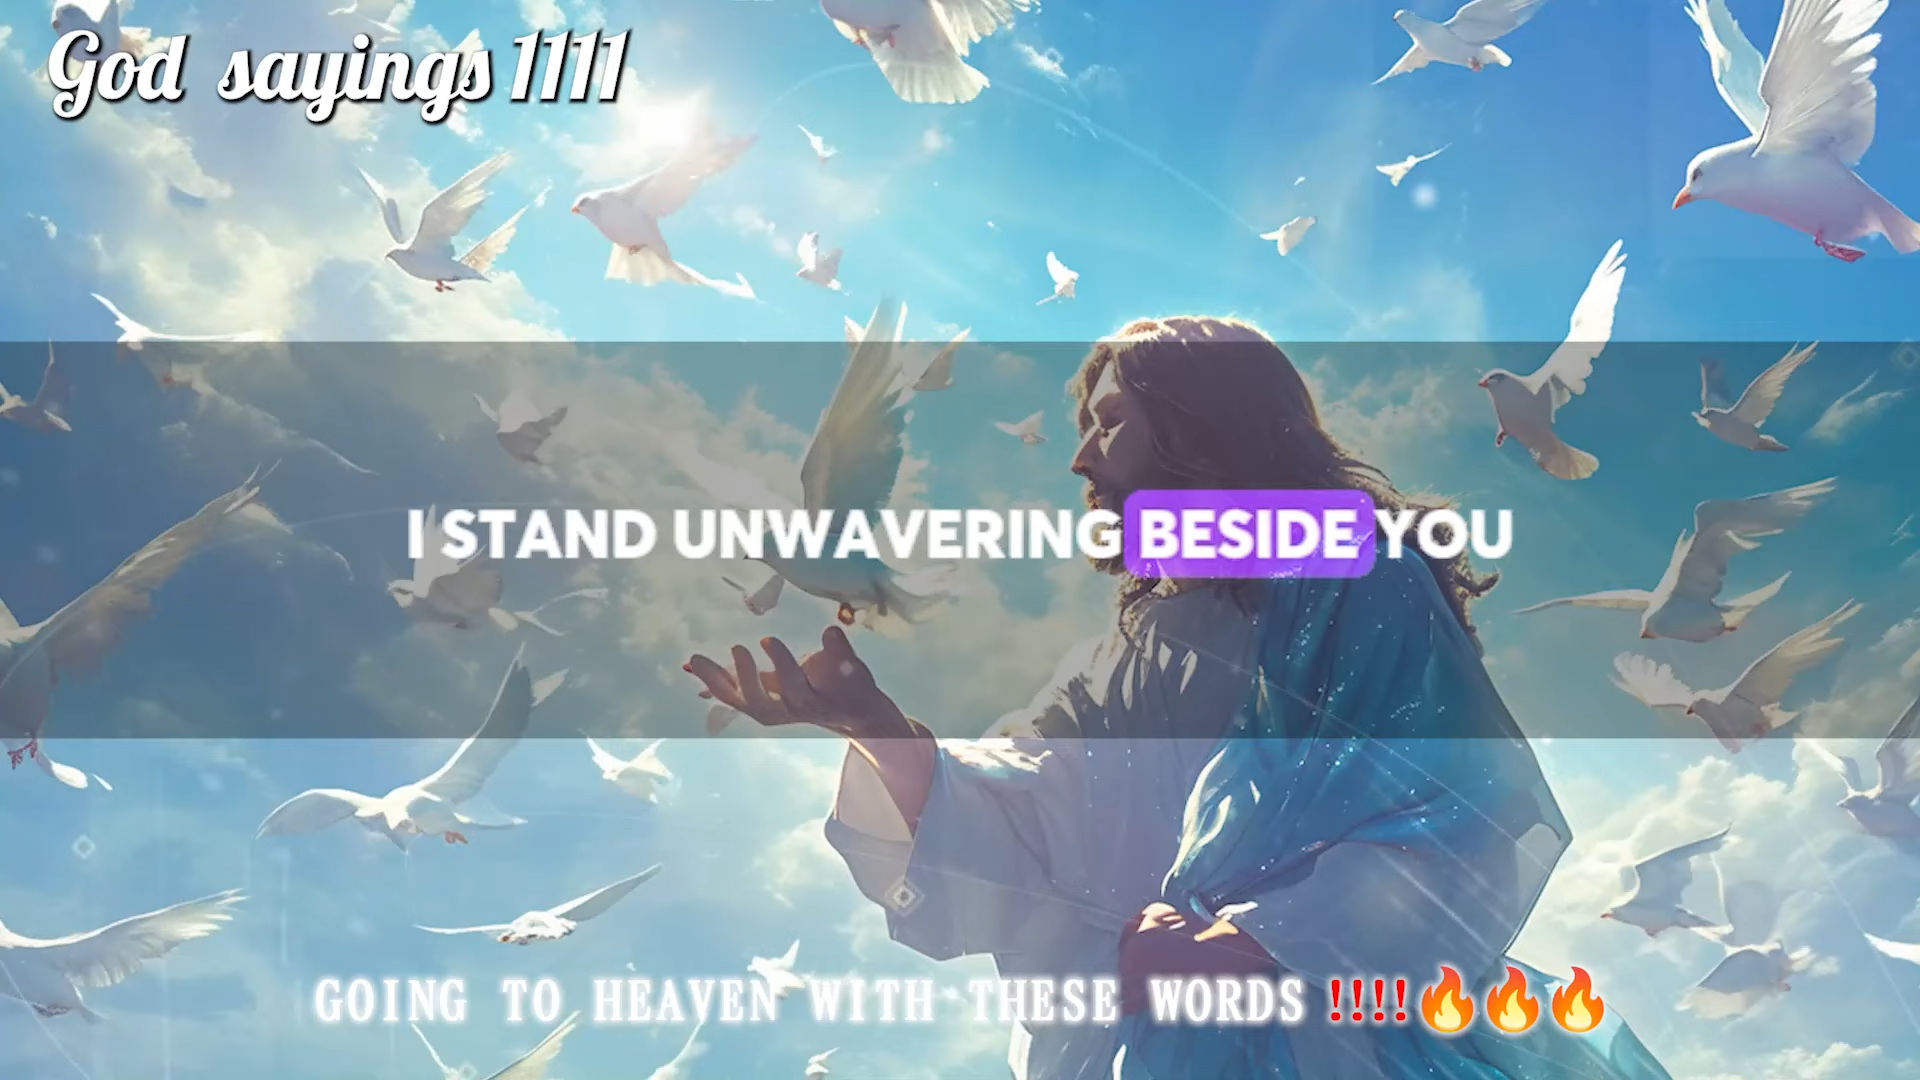 God sayings 1111
I STAND UNWAVERING BESIDE YOU
GOING TO HEAVEN WITH THESE WORDS !!!!🔥🔥🔥